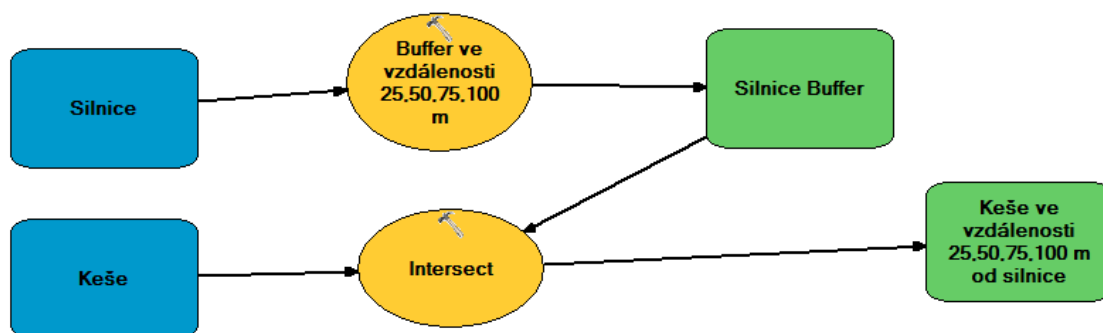 Silnice
Buffer ve
vzdálenosti
25,50,75,100
m
Silnice Buffer
Keše
Intersect
Keše ve
vzdálenosti
25,50,75,100 m
od silnice